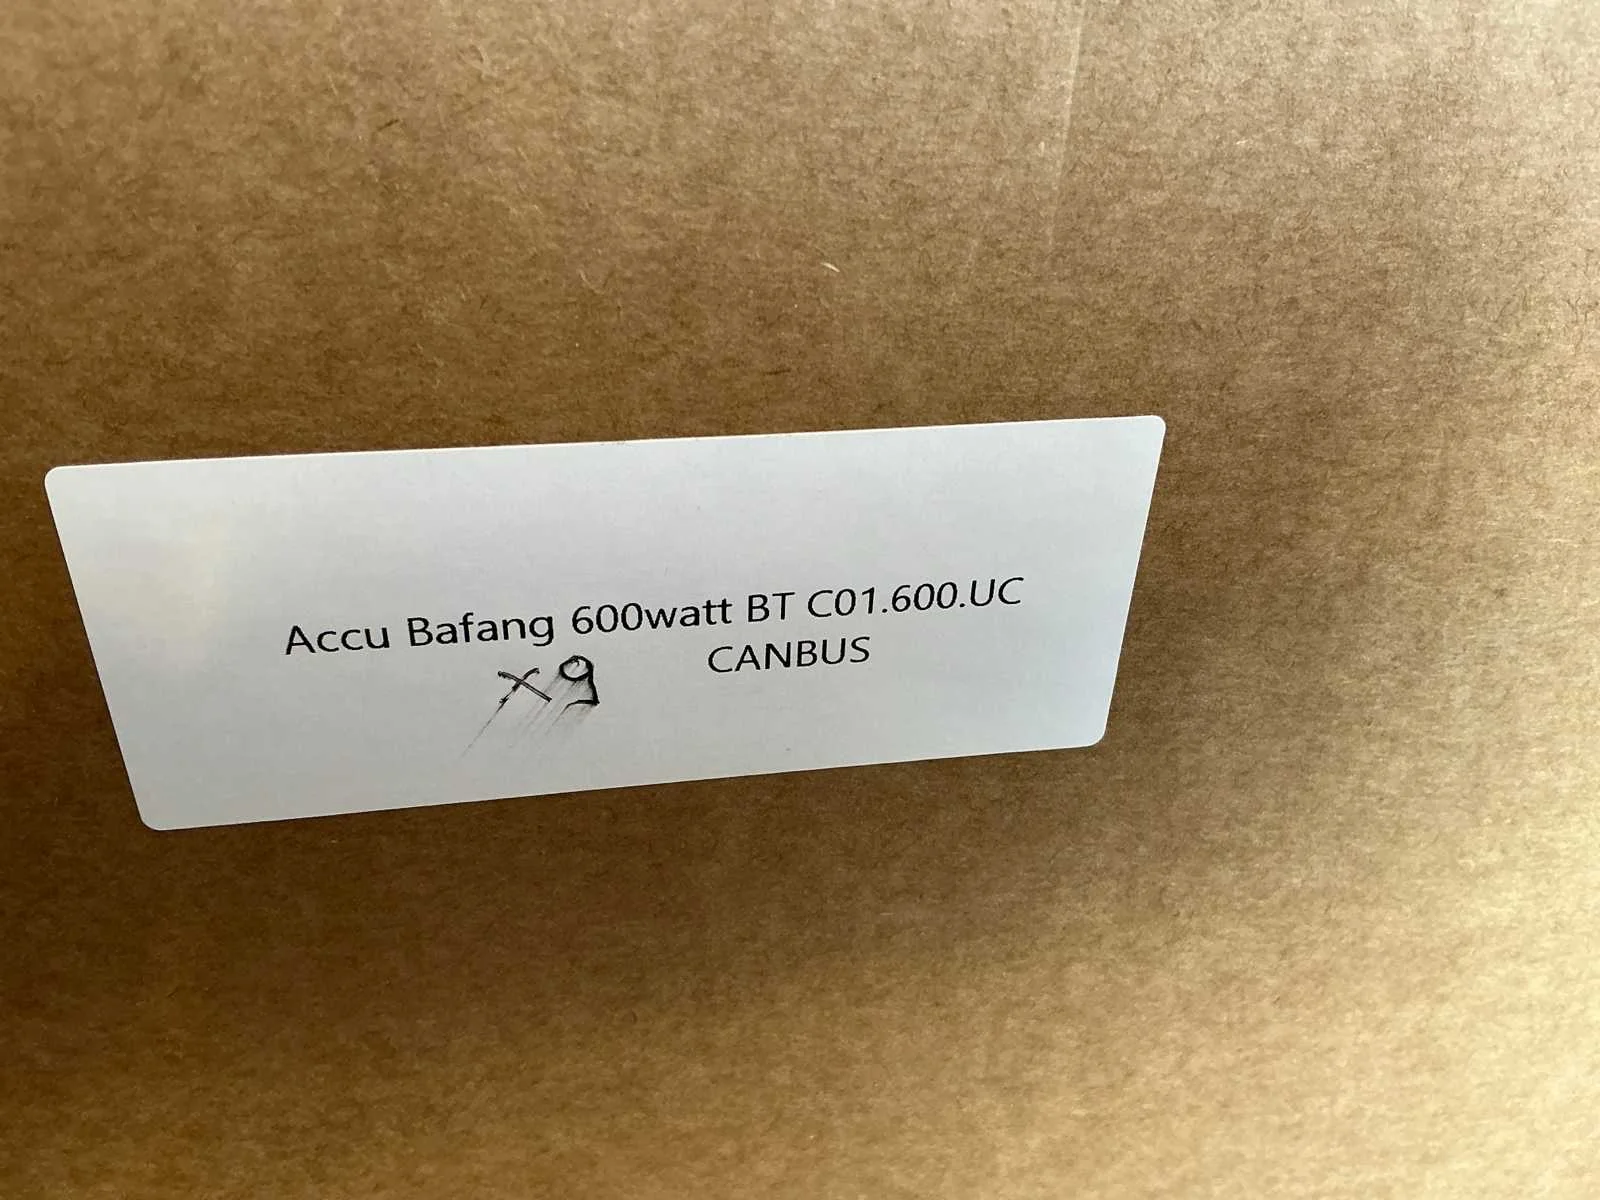 Accu Bafang 600watt BT C01.600.UC
CANBUS
x9